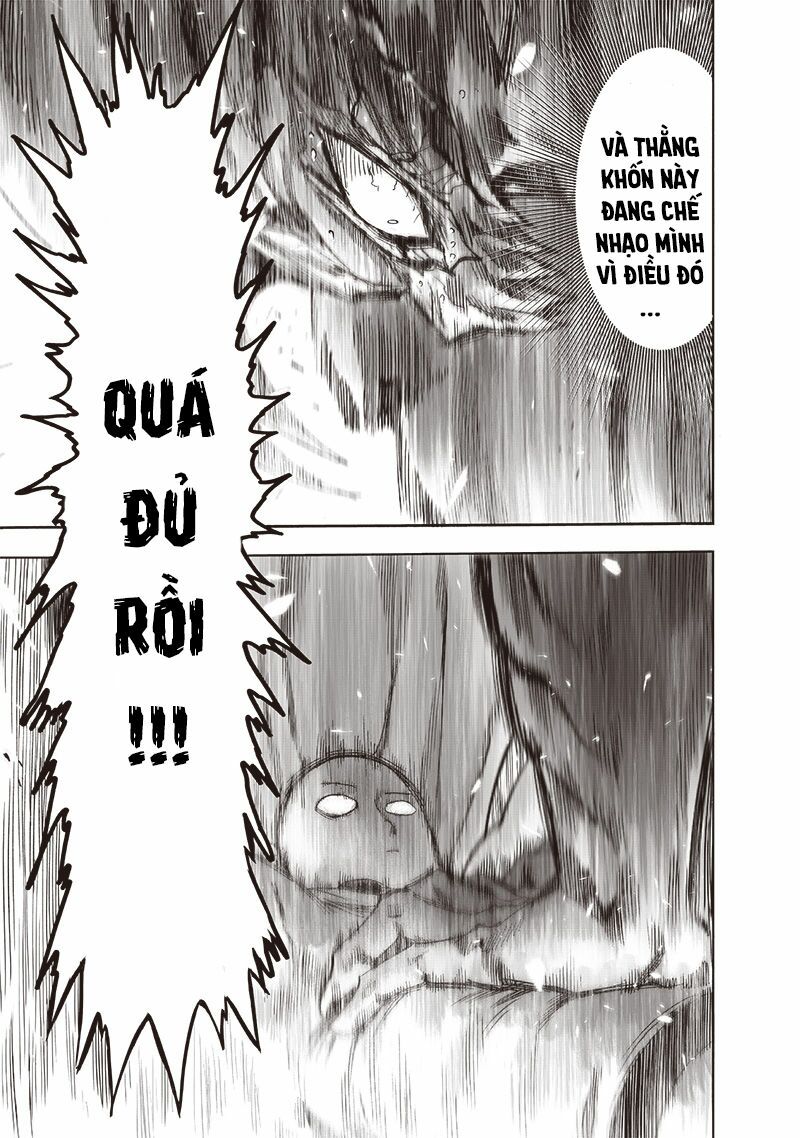 VÀ THẰNG
KHỐN NÀY
ĐANG CHẾ
NHẠO MÌNH
VÌ ĐIỀU ĐÓ
...
QUÁ
ĐỦ
RỒI
!!!